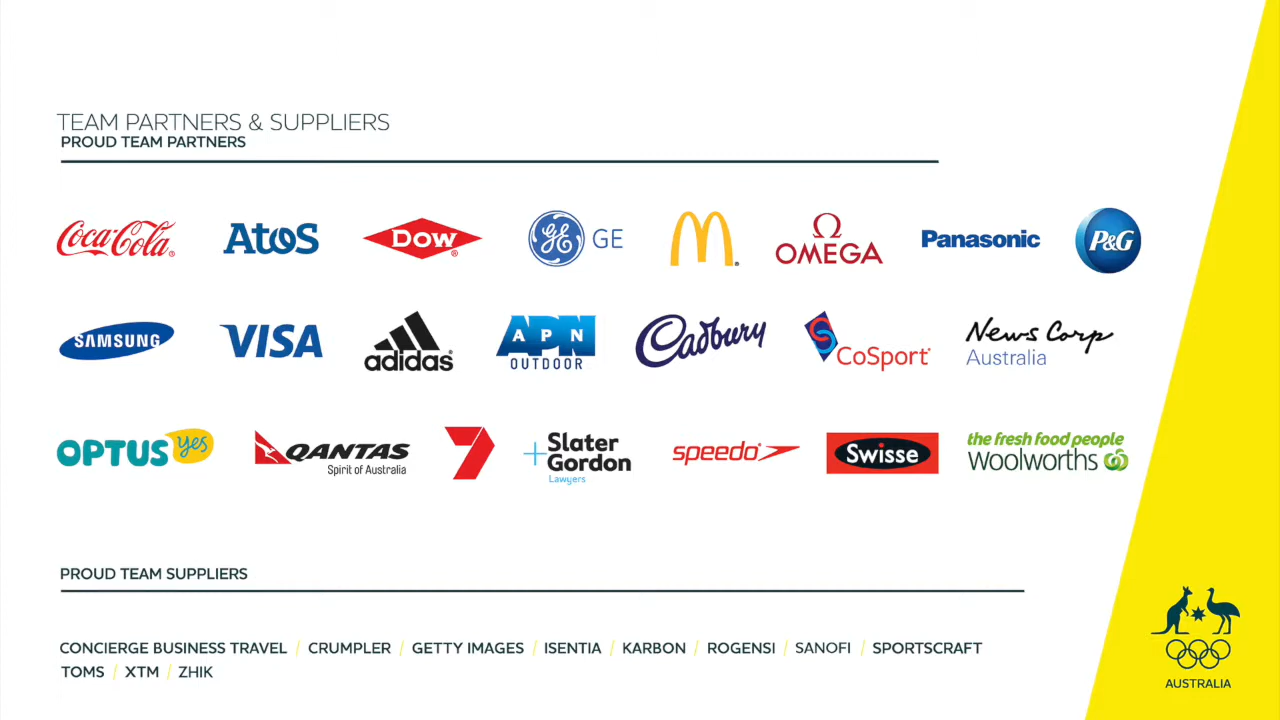 TEAM PARTNERS & SUPPLIERS
PROUD TEAM PARTNERS
Coca-Cola® Atos DOW® GE GE M® OMEGA Panasonic P&G
SAMSUNG VISA adidas® APN OUTDOOR Cadbury CoSport® News Corp Australia
OPTUS yes QANTAS Spirit of Australia 7 Slater+Gordon Lawyers speedo® Swisse the fresh food people Woolworths
PROUD TEAM SUPPLIERS
CONCIERGE BUSINESS TRAVEL / CRUMPLER / GETTY IMAGES / ISENTIA / KARBON / ROGENSI / SANOFI / SPORTSCRAFT
TOMS / XTM / ZHIK
AUSTRALIA